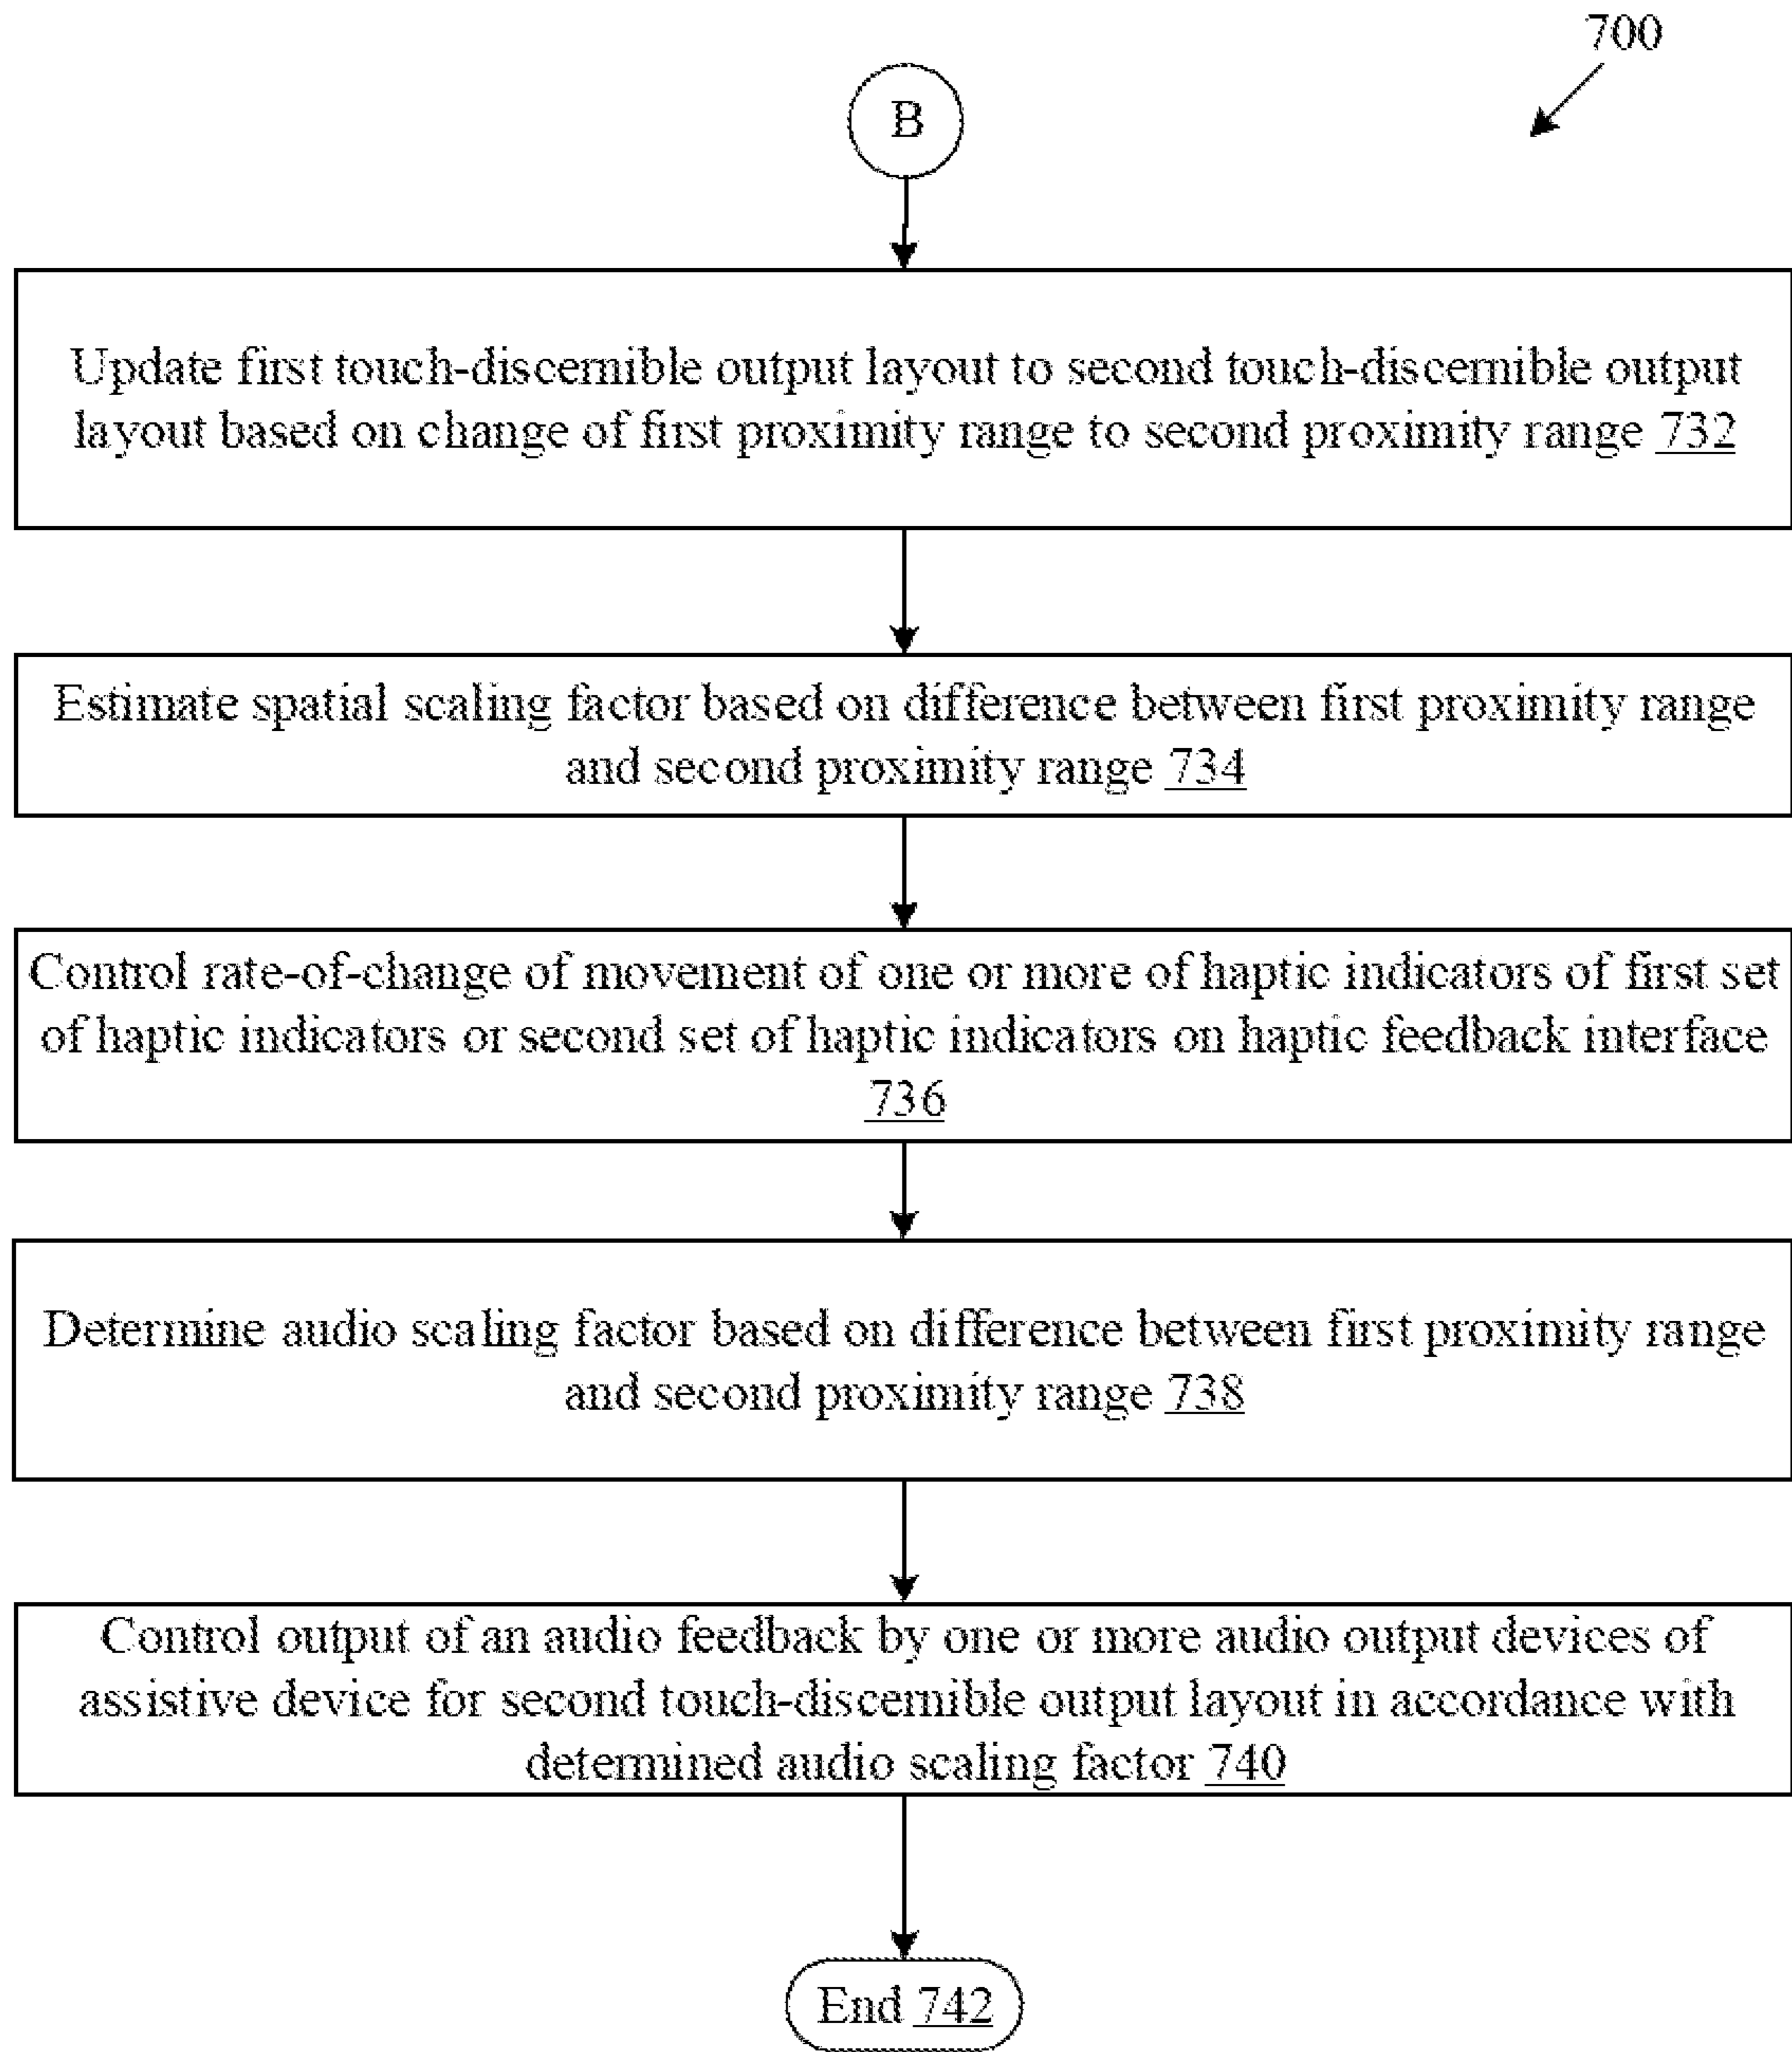 700
B
Update first touch-discernible output layout to second touch-discernible output
layout based on change of first proximity range to second proximity range 732
Estimate spatial scaling factor based on difference between first proximity range
and second proximity range 734
Control rate-of-change of movement of one or more of haptic indicators of first set
of haptic indicators or second set of haptic indicators on haptic feedback interface
736
Determine audio scaling factor based on difference between first proximity range
and second proximity range 738
Control output of an audio feedback by one or more audio output devices of
assistive device for second touch-discernible output layout in accordance with
determined audio scaling factor 740
End 742